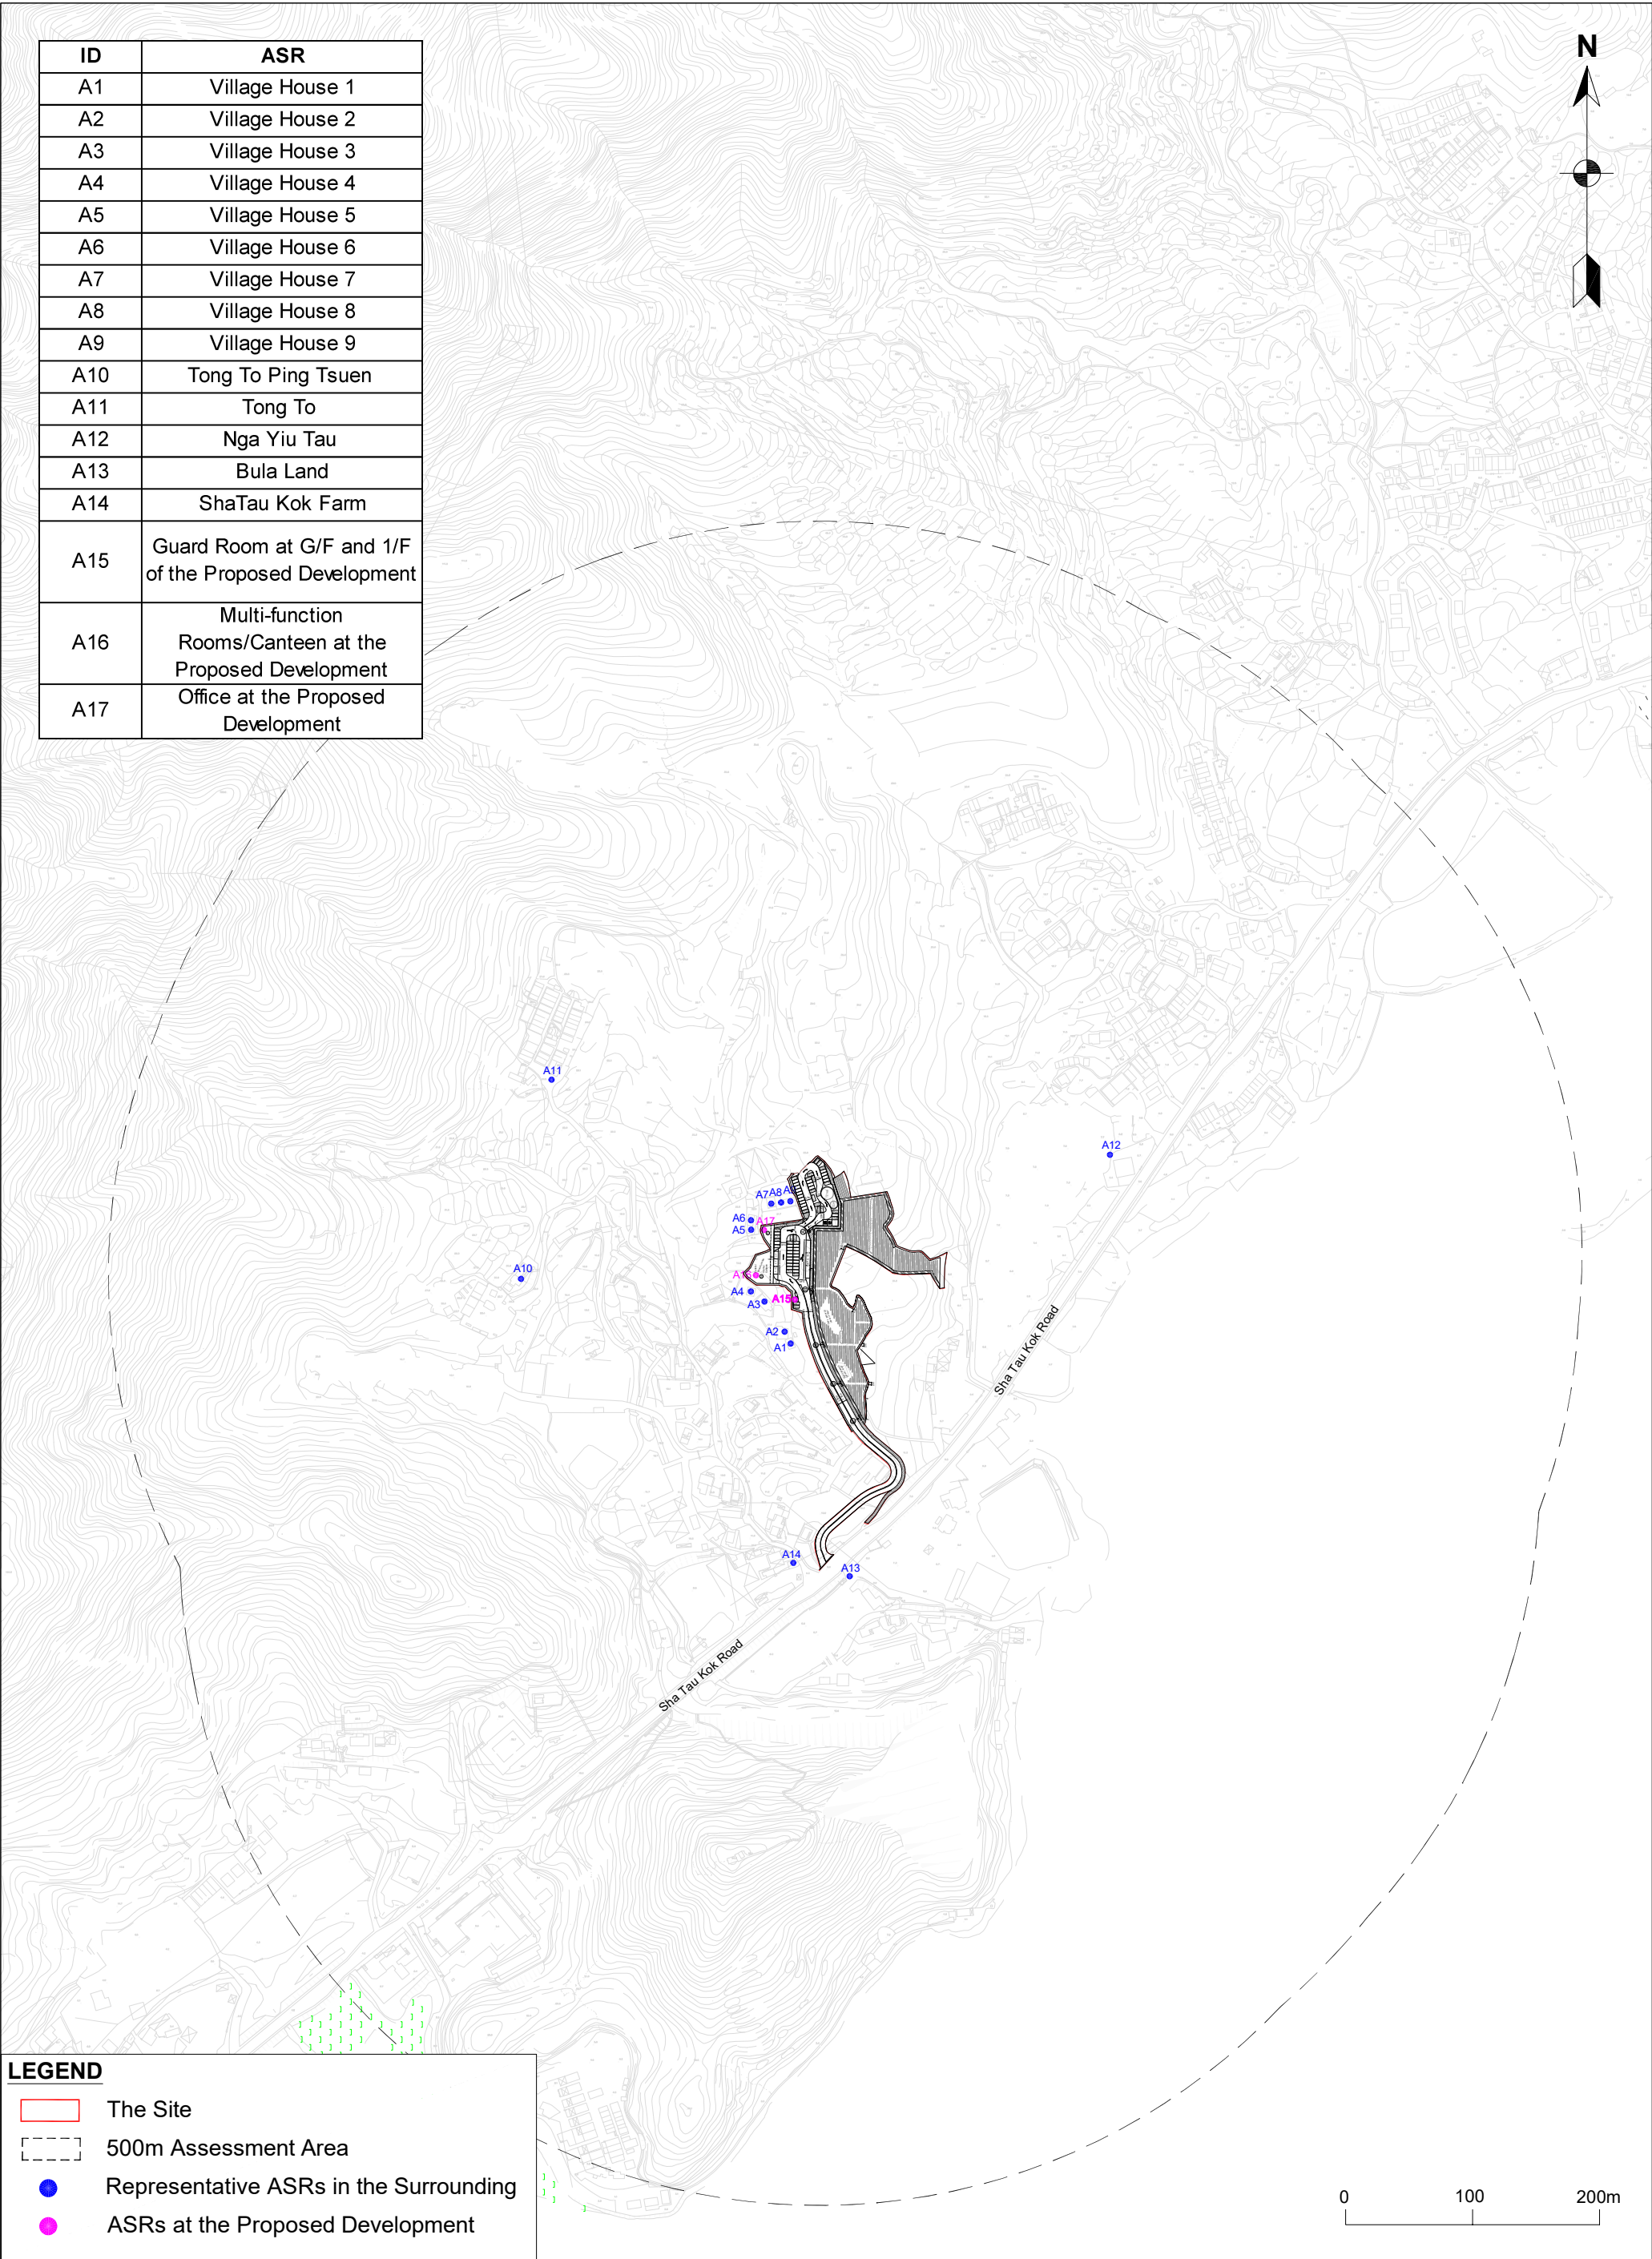 ID ASR
A1 Village House 1
A2 Village House 2
A3 Village House 3
A4 Village House 4
A5 Village House 5
A6 Village House 6
A7 Village House 7
A8 Village House 8
A9 Village House 9
A10 Tong To Ping Tsuen
A11 Tong To
A12 Nga Yiu Tau
A13 Bula Land
A14 ShaTau Kok Farm
A15 Guard Room at G/F and 1/F
of the Proposed Development
A16 Multi-function
Rooms/Canteen at the
Proposed Development
A17 Office at the Proposed
Development
N
A11
A12
A7 A8 A9
A6 A17
A5
A10
A16
A4
A3 A15
A2
A1
Sha Tau Kok Road
A14
A13
Sha Tau Kok Road
LEGEND
The Site
500m Assessment Area
Representative ASRs in the Surrounding
ASRs at the Proposed Development
0 100 200m